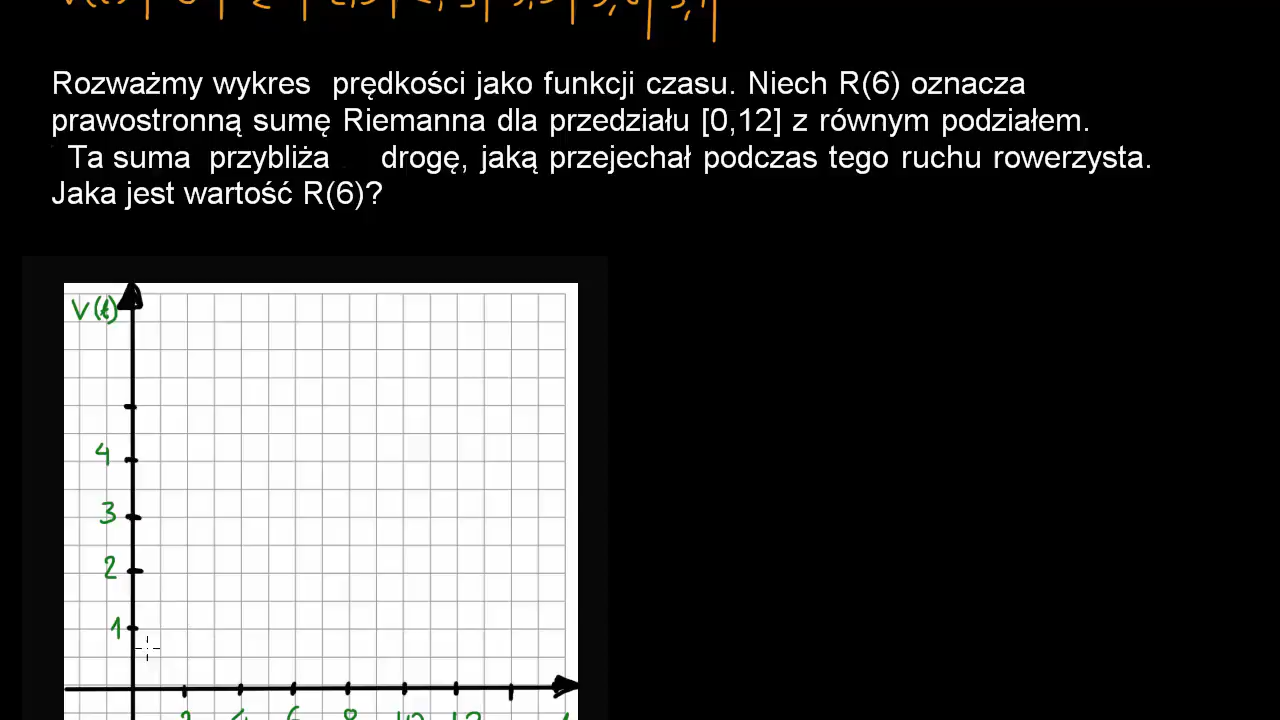 Rozważmy wykres prędkości jako funkcji czasu. Niech R(6) oznacza
prawostronną sumę Riemanna dla przedziału [0,12] z równym podziałem.
Ta suma przybliża drogę, jaką przejechał podczas tego ruchu rowerzysta.
Jaka jest wartość R(6)?
V(t)
4
3
2
1